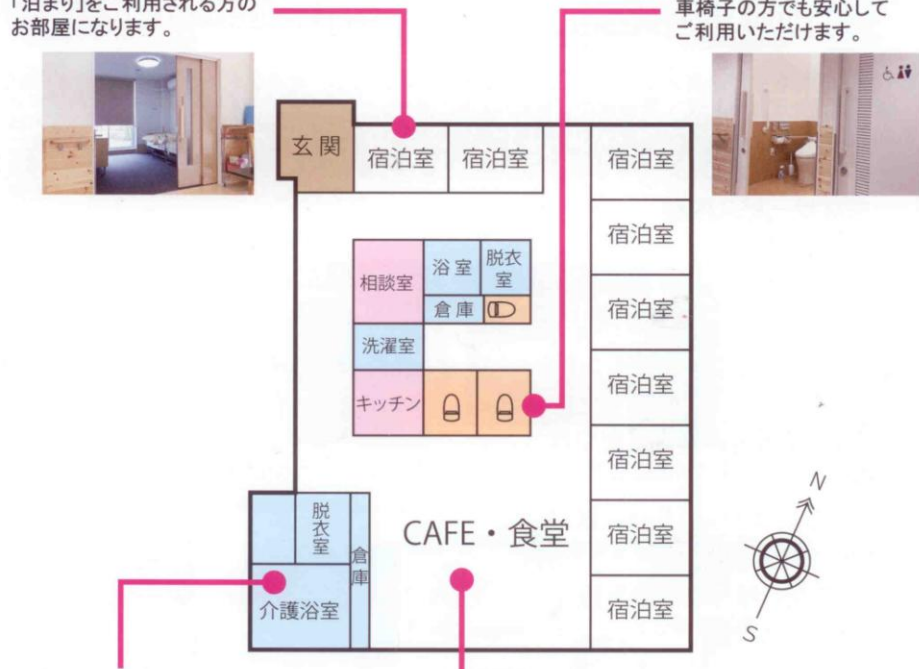 「泊まり」をご利用される方の
お部屋になります。
車椅子の方でも安心して
ご利用いただけます。
玄関
宿泊室
宿泊室
宿泊室
宿泊室
宿泊室
宿泊室
宿泊室
宿泊室
宿泊室
相談室
浴室
脱衣
室
倉庫
洗濯室
キッチン
CAFE・食堂
脱衣室
倉庫
介護浴室
N
S